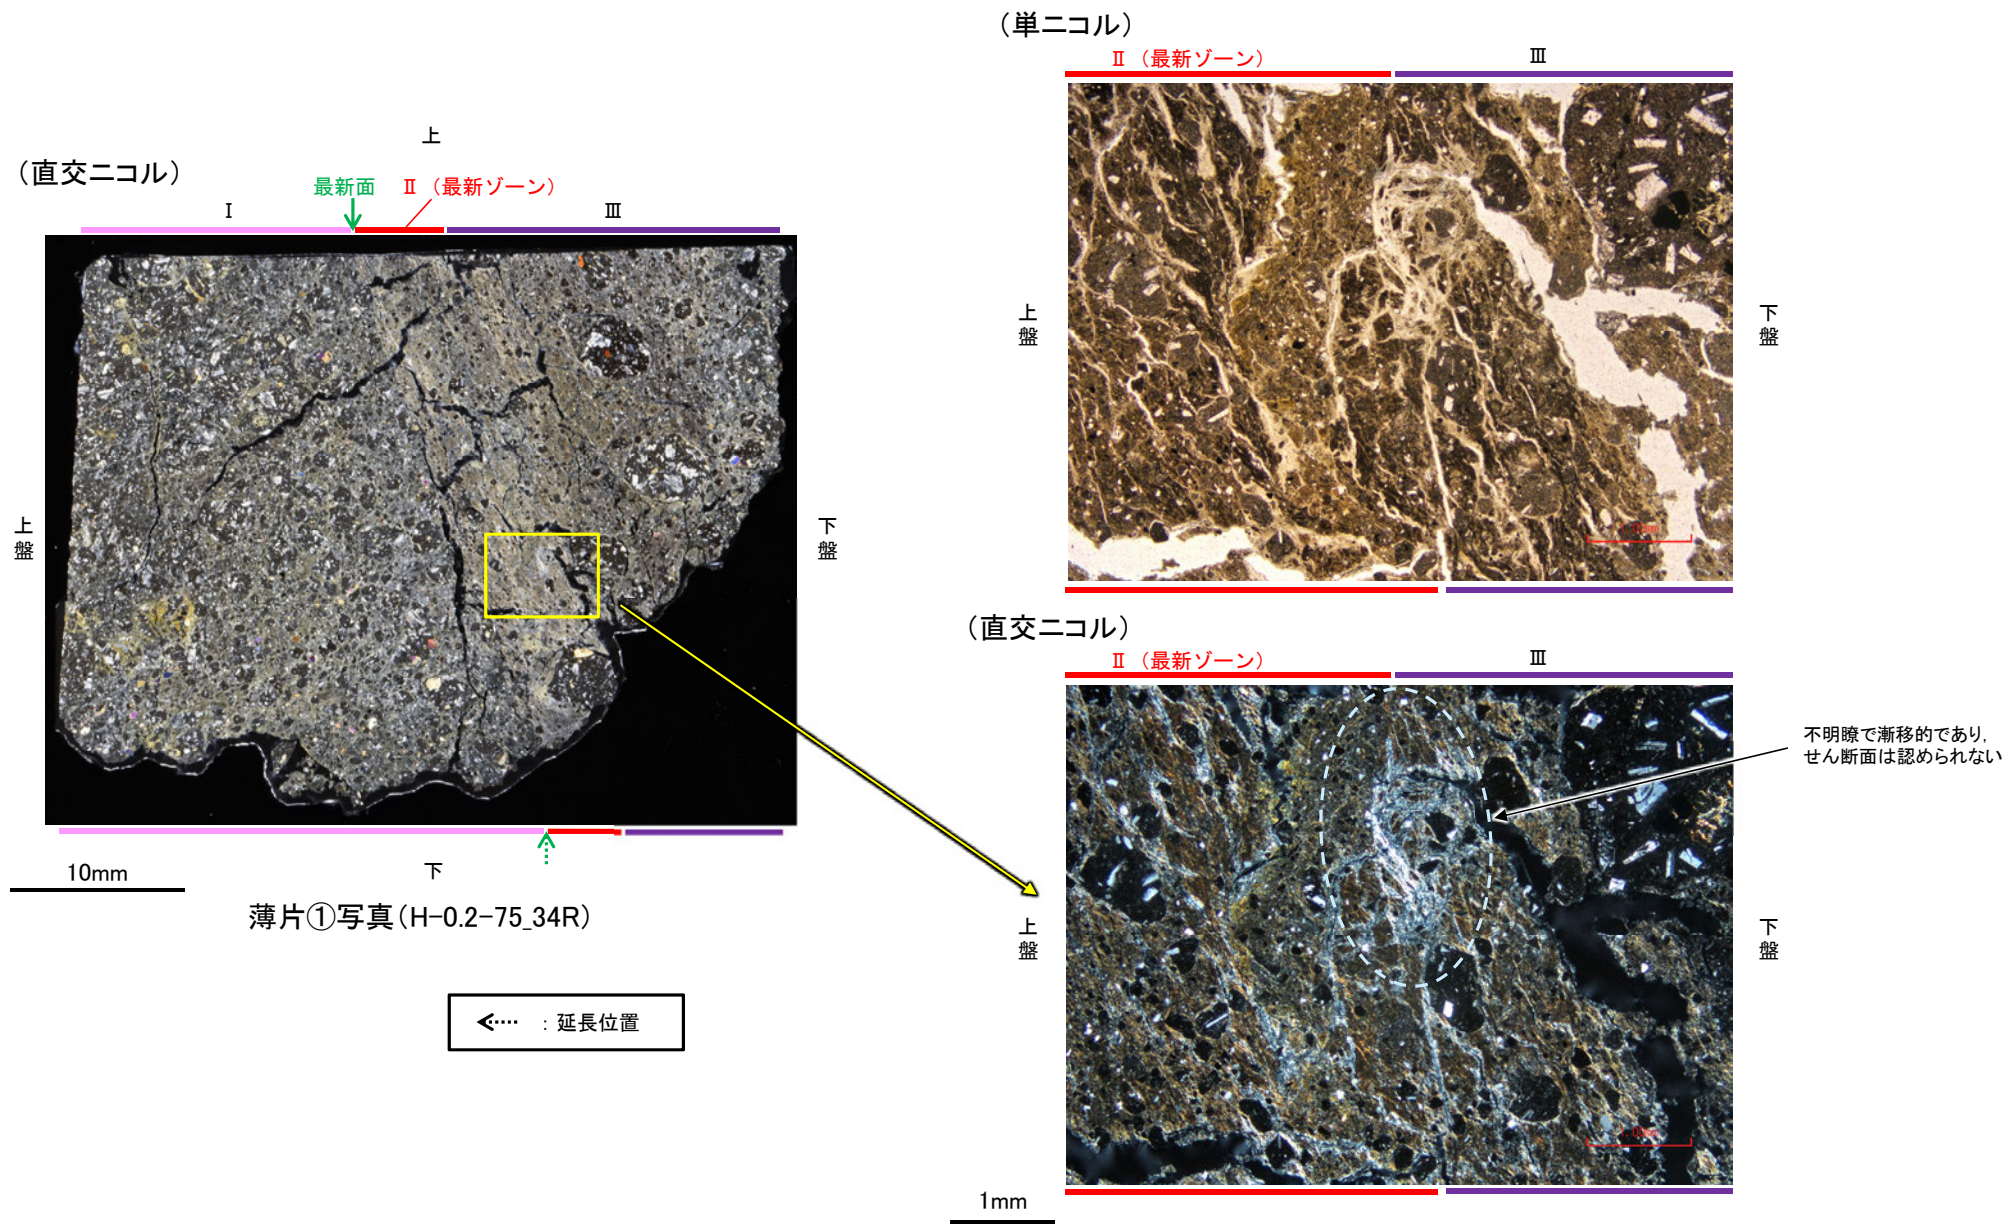 （単ニコル）
Ⅱ（最新ゾーン）
Ⅲ
上
（直交ニコル）
最新面
Ⅱ（最新ゾーン）
Ⅰ
Ⅲ
上盤
下盤
上盤
下盤
（直交ニコル）
Ⅱ（最新ゾーン）
Ⅲ
不明瞭で漸移的であり，
せん断面は認められない
下
10mm
薄片①写真（H-0.2-75_34R）
上盤
下盤
：延長位置
1mm